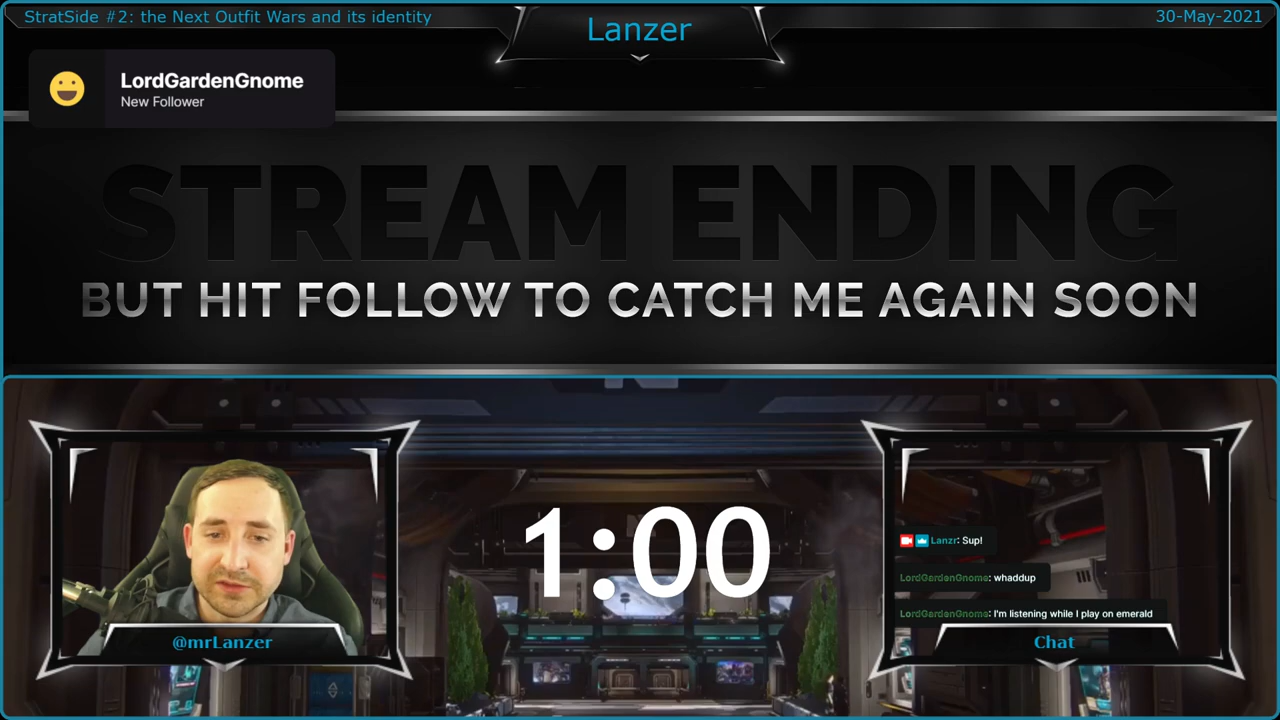 StratSide #2: the Next Outfit Wars and its identity
Lanzer
30-May-2021
LordGardenGnome
New Follower
STREAM ENDING
BUT HIT FOLLOW TO CATCH ME AGAIN SOON
1:00
Lanzr: Sup!
LordGardenGnome: whaddup
LordGardenGnome: I'm listening while I play on emerald
@mrLanzer
Chat